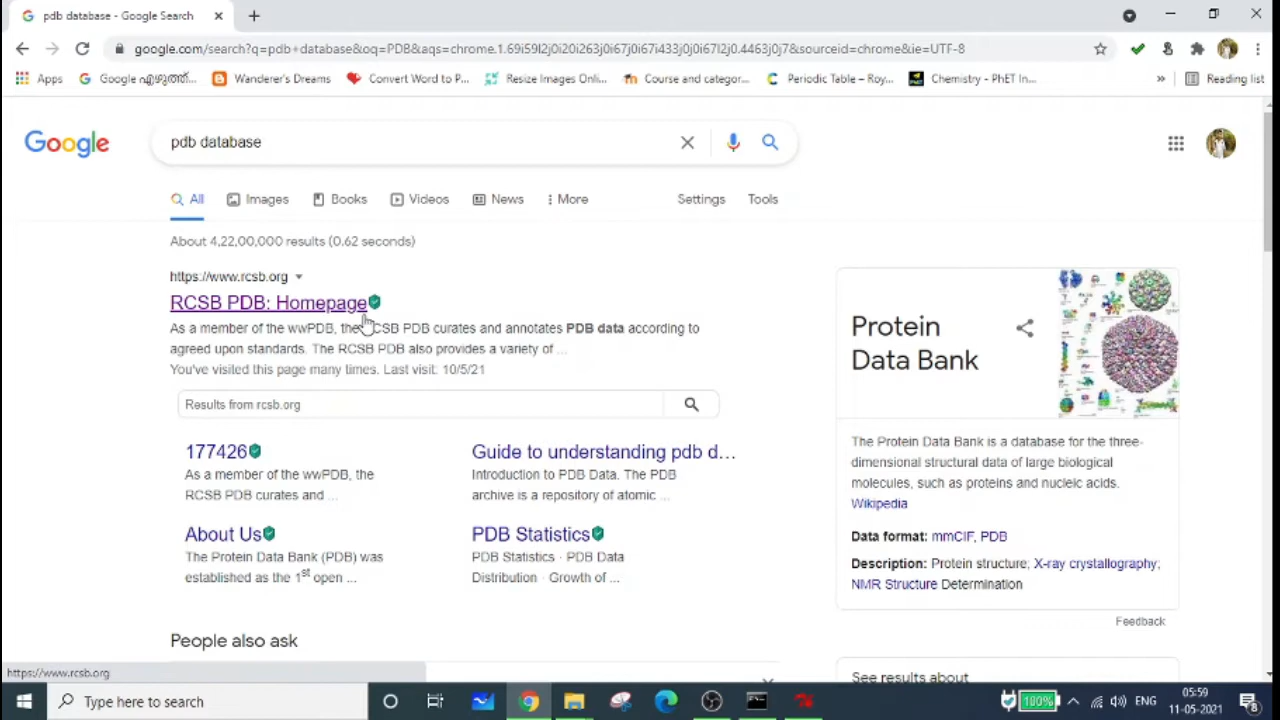 pdb database - Google Search
google.com/search?q=pdb+database&oq=PDB&aqs=chrome.1.69i59l2j0i20i263j0i67j0i67i433j0j0i67l2j0.4463j0j7&sourceid=chrome&ie=UTF-8
Apps
Google എഴുത്ത്...
Wanderer's Dreams
Convert Word to P...
Resize Images Onli...
Course and categor...
Periodic Table – Roy...
Chemistry - PhET In...
»
Reading list
Google
pdb database
All
Images
Books
Videos
News
More
Settings
Tools
About 4,22,00,000 results (0.62 seconds)
https://www.rcsb.org
RCSB PDB: Homepage
As a member of the wwPDB, the RCSB PDB curates and annotates PDB data according to
agreed upon standards. The RCSB PDB also provides a variety of ...
You've visited this page many times. Last visit: 10/5/21
Results from rcsb.org
177426
As a member of the wwPDB, the
RCSB PDB curates and ...
Guide to understanding pdb d...
Introduction to PDB Data. The PDB
archive is a repository of atomic ...
About Us
The Protein Data Bank (PDB) was
established as the 1st open ...
PDB Statistics
PDB Statistics · PDB Data
Distribution · Growth of ...
People also ask
Protein
Data Bank
The Protein Data Bank is a database for the three-
dimensional structural data of large biological
molecules, such as proteins and nucleic acids.
Wikipedia
Data format: mmCIF, PDB
Description: Protein structure; X-ray crystallography;
NMR Structure Determination
Feedback
See results about
https://www.rcsb.org
Type here to search
100%
ENG
05:59
11-05-2021
8